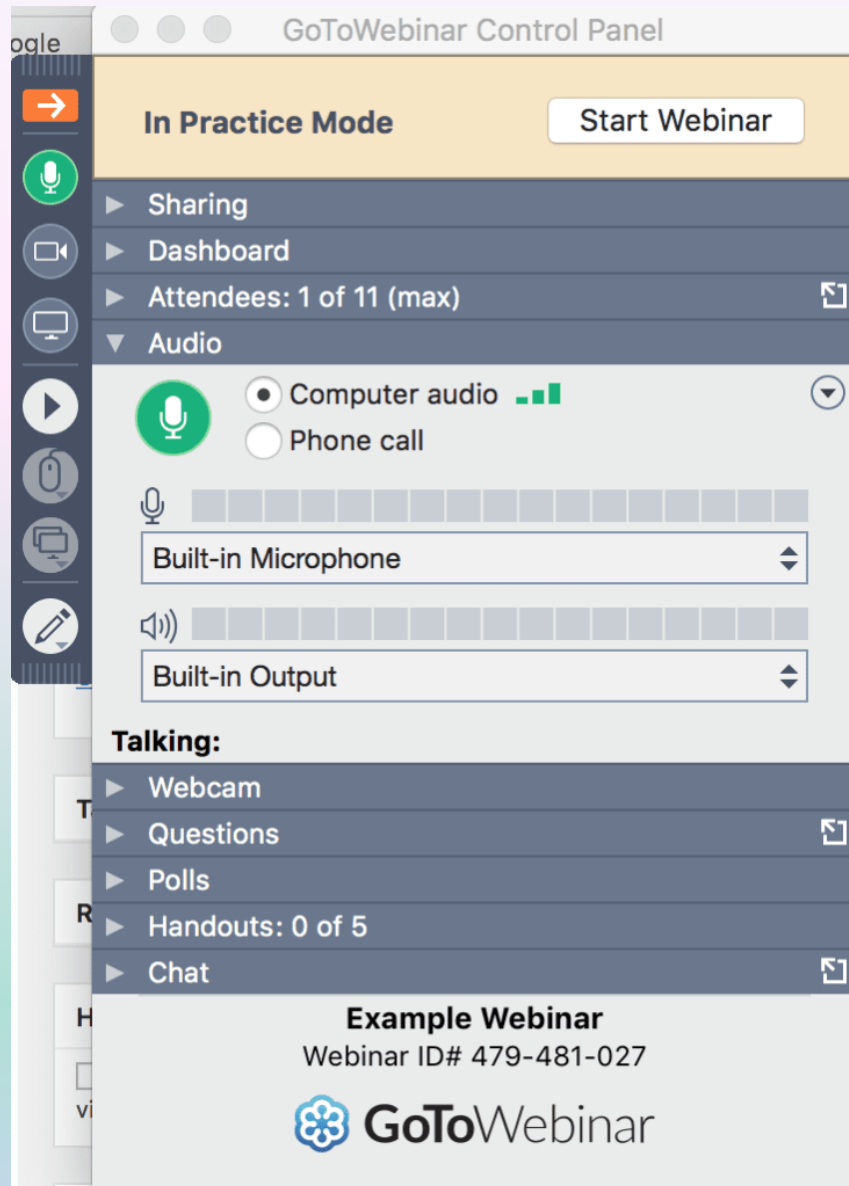 ogle
GoToWebinar Control Panel
In Practice Mode
Start Webinar
Sharing
Dashboard
Attendees: 1 of 11 (max)
Audio
Computer audio
Phone call
Built-in Microphone
Built-in Output
Talking:
Webcam
T
Questions
Polls
R
Handouts: 0 of 5
Chat
H
Example Webinar
Webinar ID# 479-481-027
vi
GoToWebinar